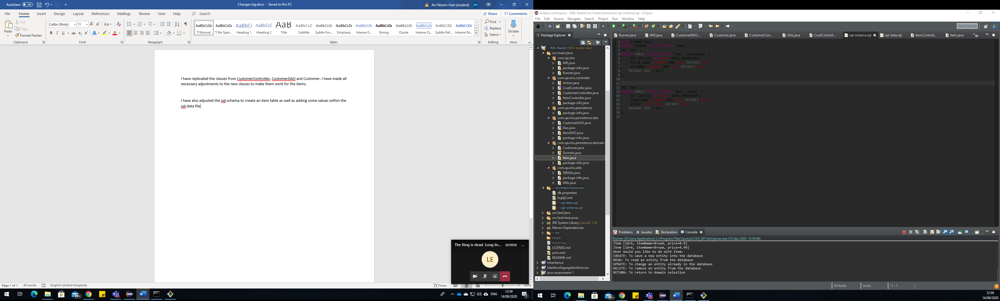 AutoSave Off
Changes log.docx - Saved to this PC
Avi Nissim-Hart (student) AN
File Home Insert Design Layout References Mailings Review View Help Search
Share Comments
Paste
Cut
Copy
Format Painter
Clipboard
Calibri (Body) 11
Font
Paragraph
AaBbCcDc AaBbCcDc AaBbCc AaBbCcE AaB AaBbCcD AaBbCcDc AaBbCcDc AaBbCcDc AaBbCcDc AaBbCcDc AaBbCcDc AABBCCDD AABBCCDC
¶ Normal ¶ No Spac... Heading 1 Heading 2 Title Subtitle Subtle Em... Emphasis Intense E... Strong Quote Intense Q... Subtle Ref... Intense Re...
Styles
Find
Replace
Select
Editing
Dictate
Voice
I have replicated the classes from CustomerController, CustomerDAO and Customer. I have made all
necessary adjustments to the new classes to make them work for the items.
I have also adjusted the sql-schema to create an item table as well as adding some values within the
sql-data file
The King is dead. Long liv... 02:59:50
LE
Page 1 of 1 48 words English (United Kingdom)
Focus 100%
99+
ENG
12:59
14/09/2020
eclipse-workspace - IMS-Starter/src/main/resources/sql-schema.sql - Eclipse
File Edit Source Navigate Search Project Run Window Help
Quick Access
Package Explorer
> IMS-Starter [IMS-Starter dev]
src/main/java
com.qa.ims
IMS.java
package-info.java
Runner.java
com.qa.ims.controller
Action.java
CrudController.java
CustomerController.java
ItemController.java
package-info.java
com.qa.ims.persistence
package-info.java
com.qa.ims.persistence.dao
CustomerDAO.java
Dao.java
ItemDAO.java
package-info.java
com.qa.ims.persistence.domain
Customer.java
Domain.java
Item.java
package-info.java
com.qa.ims.utils
DBUtils.java
package-info.java
Utils.java
> src/main/resources
db.properties
log4j2.xml
> sql-data.sql
> sql-schema.sql
src/test/java
src/test/resources
JRE System Library [JavaSE-1.8]
Maven Dependencies
> src
target
errors.log
LICENSE.md
pom.xml
README.md
Inheritence
InterfaceSegregationExercise
java-assessment-1
Runner.java IMS.java CustomerDAO.... Customer.java CustomerCon... Utils.java CrudControll... sql-schema.sql sql-data.sql ItemControll... Item.java
1 schema ims;
2 CREATE SCHEMA IF NOT EXISTS `ims`;
3 USE `ims` ;
4 CREATE TABLE IF NOT EXISTS `ims`.`customers` (
5 `id` INT(11) NOT NULL AUTO_INCREMENT,
6 `first_name` VARCHAR(40) NULL DEFAULT NULL,
7 `surname` VARCHAR(40) NULL DEFAULT NULL,
8 PRIMARY KEY (`id`)
9 );
10
11
12 USE `ims` ;
13 CREATE TABLE IF NOT EXISTS `ims`.`items` (
14 `id` INT(11) NOT NULL AUTO_INCREMENT,
15 `item_name` VARCHAR(40) NULL DEFAULT NULL,
16 `price` NULL DEFAULT NULL,
17 PRIMARY KEY (`id`)
18 );
19
Problems Javadoc Declaration Console
Runner (3) [Java Application] C:\Program Files\Java\jre1.8.0_261\bin\javaw.exe (14 Sep 2020, 12:55:46)
Item [id=5, itemName=Bread, price=0.9]
Item [id=6, itemName=Broom, price=4.99]
What would you like to do with item:
CREATE: To save a new entity into the database
READ: To read an entity from the database
UPDATE: To change an entity already in the database
DELETE: To remove an entity from the database
RETURN: To return to domain selection
Writable Insert 11 : 1
99+
12:59
14/09/2020